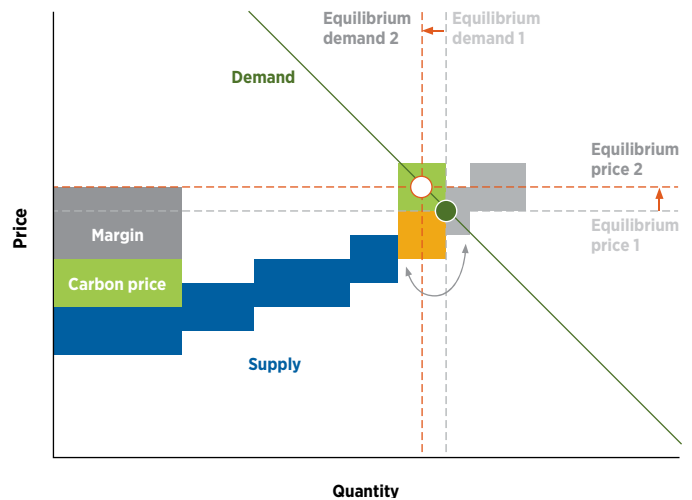 Equilibrium
demand 2
Equilibrium
demand 1
Demand
Equilibrium
price 2
Margin
Equilibrium
price 1
Price
Carbon price
Supply
Quantity